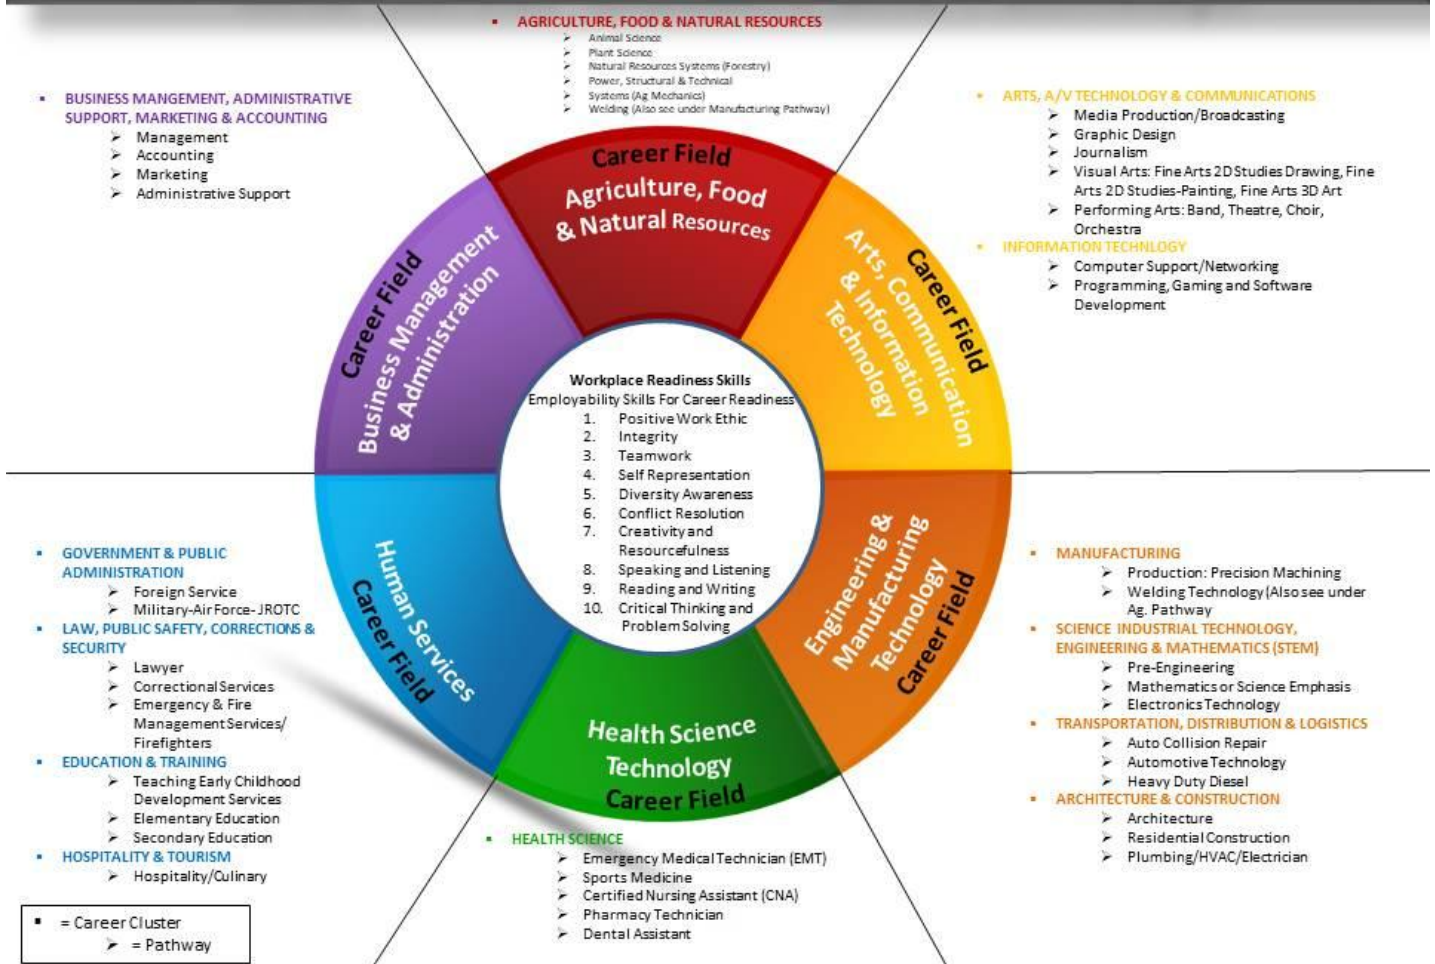 ▪ AGRICULTURE, FOOD & NATURAL RESOURCES
➢ Animal Science
➢ Plant Science
➢ Natural Resources Systems (Forestry)
➢ Power, Structural & Technical
➢ Systems (Ag Mechanics)
➢ Welding (Also see under Manufacturing Pathway)
▪ BUSINESS MANGEMENT, ADMINISTRATIVE
SUPPORT, MARKETING & ACCOUNTING
➢ Management
➢ Accounting
➢ Marketing
➢ Administrative Support
▪ ARTS, A/V TECHNOLOGY & COMMUNICATIONS
➢ Media Production/Broadcasting
➢ Graphic Design
➢ Journalism
➢ Visual Arts: Fine Arts 2D Studies Drawing, Fine
Arts 2D Studies-Painting, Fine Arts 3D Art
➢ Performing Arts: Band, Theatre, Choir,
Orchestra
▪ INFORMATION TECHNLOGY
➢ Computer Support/Networking
➢ Programming, Gaming and Software
Development
Career Field
Agriculture, Food
& Natural Resources
Career Field
Arts, Communication
& Information
Technology
Career Field
Business Management
& Administration
Workplace Readiness Skills
Employability Skills For Career Readiness
1. Positive Work Ethic
2. Integrity
3. Teamwork
4. Self Representation
5. Diversity Awareness
6. Conflict Resolution
7. Creativity and
Resourcefulness
8. Speaking and Listening
9. Reading and Writing
10. Critical Thinking and
Problem Solving
Human Services
Career Field
Engineering &
Manufacturing
Technology
Career Field
Health Science
Technology
Career Field
▪ GOVERNMENT & PUBLIC
ADMINISTRATION
➢ Foreign Service
➢ Military-Air Force- JROTC
▪ LAW, PUBLIC SAFETY, CORRECTIONS &
SECURITY
➢ Lawyer
➢ Correctional Services
➢ Emergency & Fire
Management Services/
Firefighters
▪ EDUCATION & TRAINING
➢ Teaching Early Childhood
Development Services
➢ Elementary Education
➢ Secondary Education
▪ HOSPITALITY & TOURISM
➢ Hospitality/Culinary
▪ MANUFACTURING
➢ Production: Precision Machining
➢ Welding Technology (Also see under
Ag. Pathway
▪ SCIENCE INDUSTRIAL TECHNOLOGY,
ENGINEERING & MATHEMATICS (STEM)
➢ Pre-Engineering
➢ Mathematics or Science Emphasis
➢ Electronics Technology
▪ TRANSPORTATION, DISTRIBUTION & LOGISTICS
➢ Auto Collision Repair
➢ Automotive Technology
➢ Heavy Duty Diesel
▪ ARCHITECTURE & CONSTRUCTION
➢ Architecture
➢ Residential Construction
➢ Plumbing/HVAC/Electrician
▪ HEALTH SCIENCE
➢ Emergency Medical Technician (EMT)
➢ Sports Medicine
➢ Certified Nursing Assistant (CNA)
➢ Pharmacy Technician
➢ Dental Assistant
▪ = Career Cluster
➢ = Pathway